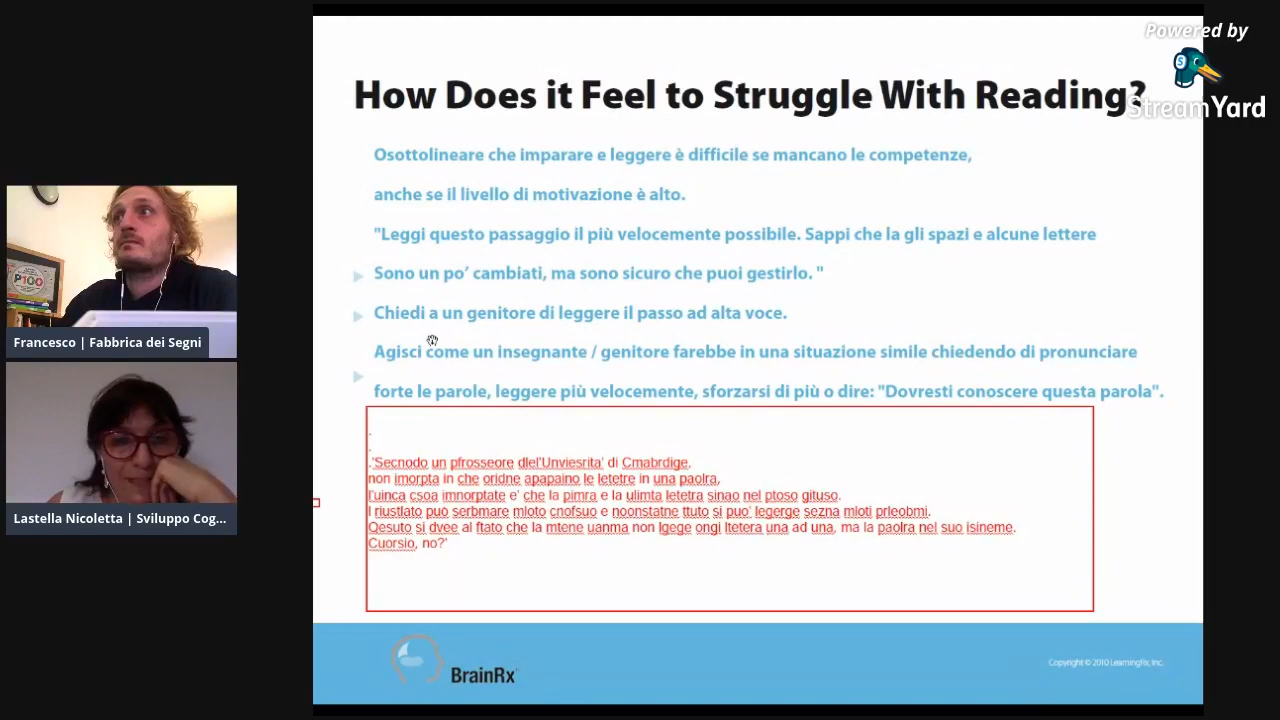 Powered by
StreamYard
How Does it Feel to Struggle With Reading?
Osottolineare che imparare e leggere è difficile se mancano le competenze,
anche se il livello di motivazione è alto.
"Leggi questo passaggio il più velocemente possibile. Sappi che la gli spazi e alcune lettere
Sono un po’ cambiati, ma sono sicuro che puoi gestirlo. "
Chiedi a un genitore di leggere il passo ad alta voce.
Agisci come un insegnante / genitore farebbe in una situazione simile chiedendo di pronunciare
forte le parole, leggere più velocemente, sforzarsi di più o dire: "Dovresti conoscere questa parola".
.
.
.'Secnodo un pfrosseore dlel'Unviesrita' di Cmabrdige,
non imorpta in che oridne apapaino le letetre in una paolra,
l'uinca csoa imnorptate e' che la pimra e la ulimta letetra sinao nel ptoso gituso.
I riustlato può serbmare mloto cnofsuo e noonstatne ttuto si puo' legerge sezna mloti prleobmi.
Qesuto si dvee al ftato che la mtene uanma non lgege ongi ltetera una ad una, ma la paolra nel suo isineme.
Cuorsio, no?'
P100
Francesco | Fabbrica dei Segni
Lastella Nicoletta | Sviluppo Cog...
BrainRx
Copyright © 2010 LearningRx, Inc.